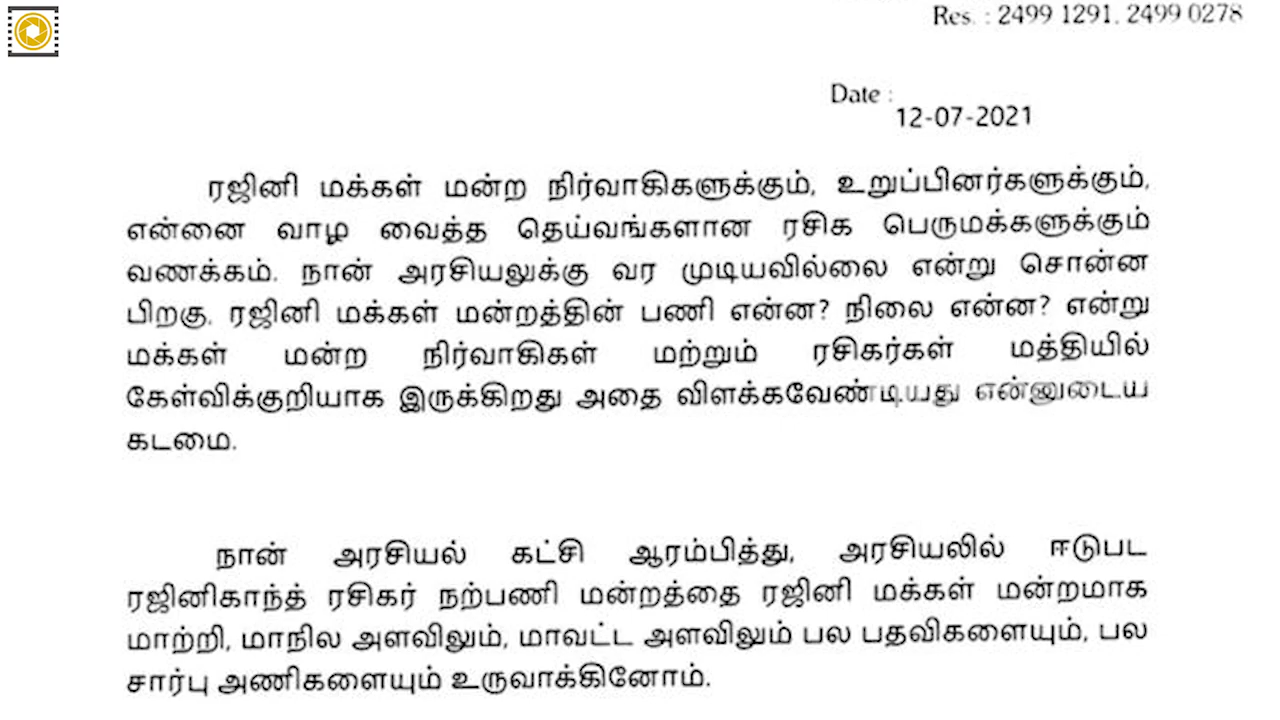 Res. : 2499 1291, 2499 0278
Date :
12-07-2021
ரஜினி மக்கள் மன்ற நிர்வாகிகளுக்கும், உறுப்பினர்களுக்கும்,
என்னை வாழ வைத்த தெய்வங்களான ரசிக பெருமக்களுக்கும்
வணக்கம். நான் அரசியலுக்கு வர முடியவில்லை என்று சொன்ன
பிறகு, ரஜினி மக்கள் மன்றத்தின் பணி என்ன? நிலை என்ன? என்று
மக்கள் மன்ற நிர்வாகிகள் மற்றும் ரசிகர்கள் மத்தியில்
கேள்விக்குறியாக இருக்கிறது அதை விளக்கவேண்டியது என்னுடைய
கடமை.
நான் அரசியல் கட்சி ஆரம்பித்து, அரசியலில் ஈடுபட
ரஜினிகாந்த் ரசிகர் நற்பணி மன்றத்தை ரஜினி மக்கள் மன்றமாக
மாற்றி, மாநில அளவிலும், மாவட்ட அளவிலும் பல பதவிகளையும், பல
சார்பு அணிகளையும் உருவாக்கினோம்.